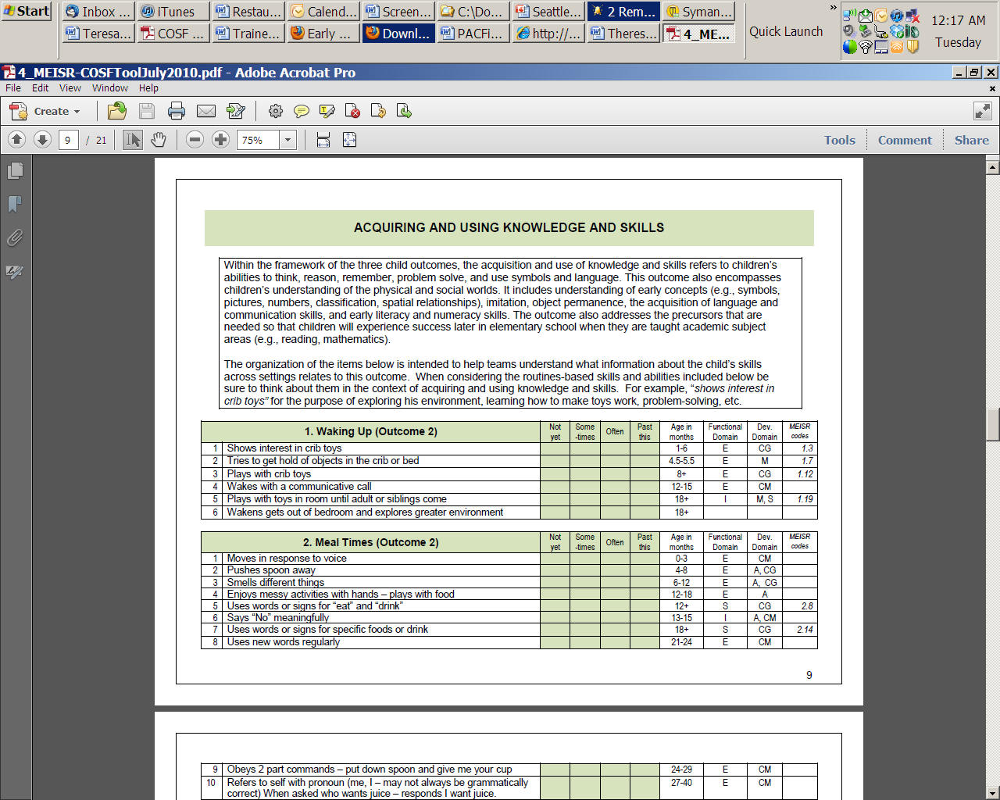 Start
Inbox ...
iTunes
Restau...
Calend...
Screen...
C:\Do...
Seattle...
2 Rem...
Syman...
Teresa...
COSF ...
Traine...
Early ...
Downl...
PACFi...
http://...
Theres...
4_ME...
»
Quick Launch
12:17 AM
Tuesday
4_MEISR-COSFToolJuly2010.pdf - Adobe Acrobat Pro
File Edit View Window Help
Create
9 / 21 75% Tools Comment Share
ACQUIRING AND USING KNOWLEDGE AND SKILLS
Within the framework of the three child outcomes, the acquisition and use of knowledge and skills refers to children's
abilities to think, reason, remember, problem solve, and use symbols and language. This outcome also encompasses
children's understanding of the physical and social worlds. It includes understanding of early concepts (e.g., symbols,
pictures, numbers, classification, spatial relationships), imitation, object permanence, the acquisition of language and
communication skills, and early literacy and numeracy skills. The outcome also addresses the precursors that are
needed so that children will experience success later in elementary school when they are taught academic subject
areas (e.g., reading, mathematics).
The organization of the items below is intended to help teams understand what information about the child's skills
across settings relates to this outcome.  When considering the routines-based skills and abilities included below be
sure to think about them in the context of acquiring and using knowledge and skills.  For example, "shows interest in
crib toys" for the purpose of exploring his environment, learning how to make toys work, problem-solving, etc.
1. Waking Up (Outcome 2) Not yet Some -times Often Past this Age in months Functional Domain Dev. Domain MEISR codes
1 Shows interest in crib toys 1-6 E CG 1.3
2 Tries to get hold of objects in the crib or bed 4.5-5.5 E M 1.7
3 Plays with crib toys 8+ E CG 1.12
4 Wakes with a communicative call 12-15 E CM
5 Plays with toys in room until adult or siblings come 18+ I M, S 1.19
6 Wakens gets out of bedroom and explores greater environment 18+
2. Meal Times (Outcome 2) Not yet Some -times Often Past this Age in months Functional Domain Dev. Domain MEISR codes
1 Moves in response to voice 0-3 E CM
2 Pushes spoon away 4-8 E A, CG
3 Smells different things 6-12 E A, CG
4 Enjoys messy activities with hands – plays with food 12-18 E A
5 Uses words or signs for "eat" and "drink" 12+ S CG 2.8
6 Says "No" meaningfully 13-15 I A, CM
7 Uses words or signs for specific foods or drink 18+ S CG 2.14
8 Uses new words regularly 21-24 E CM
9
9 Obeys 2 part commands – put down spoon and give me your cup 24-29 E CM
10 Refers to self with pronoun (me, I – may not always be grammatically 27-40 E CM
correct) When asked who wants juice – responds I want juice.